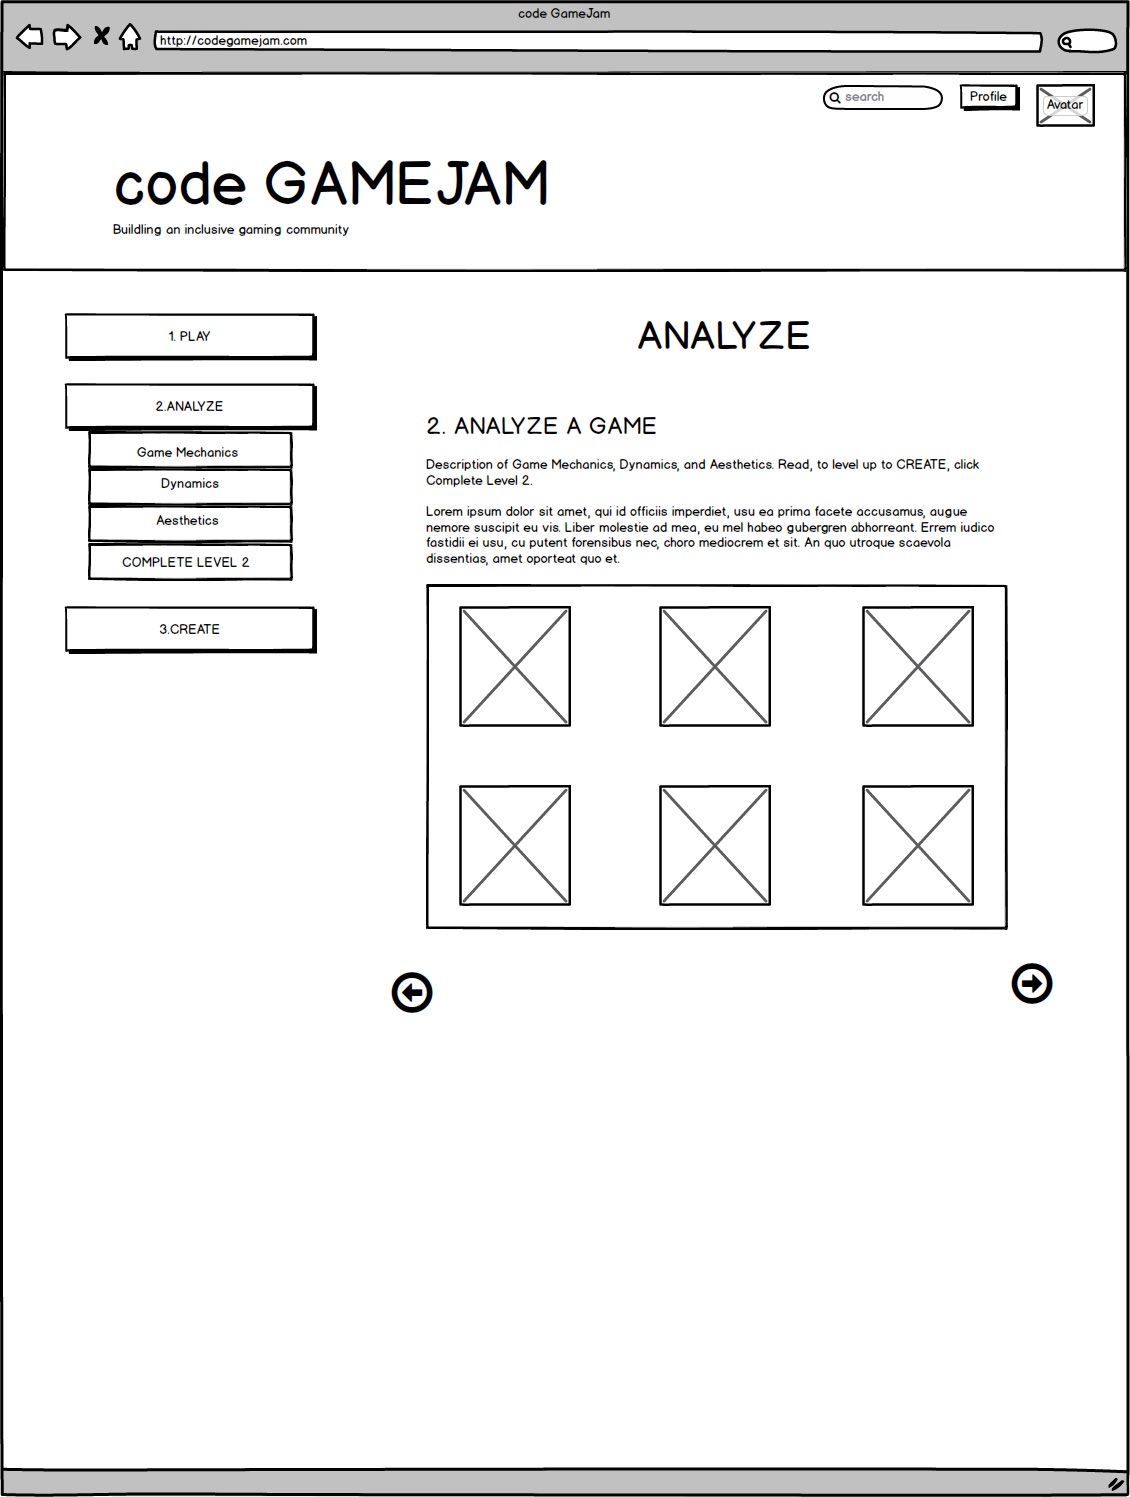 code GameJam
http://codegamejam.com
search
Profile
Avatar
code GAMEJAM
Buildling an inclusive gaming community
1. PLAY
2.ANALYZE
Game Mechanics
Dynamics
Aesthetics
COMPLETE LEVEL 2
3.CREATE
ANALYZE
2. ANALYZE A GAME
Description of Game Mechanics, Dynamics, and Aesthetics. Read, to level up to CREATE, click
Complete Level 2.
Lorem ipsum dolor sit amet, qui id officiis imperdiet, usu ea prima facete accusamus, augue
nemore suscipit eu vis. Liber molestie ad mea, eu mel habeo gubergren abhorreant. Errem iudico
fastidii ei usu, cu putent forensibus nec, choro mediocrem et sit. An quo utroque scaevola
dissentias, amet oporteat quo et.